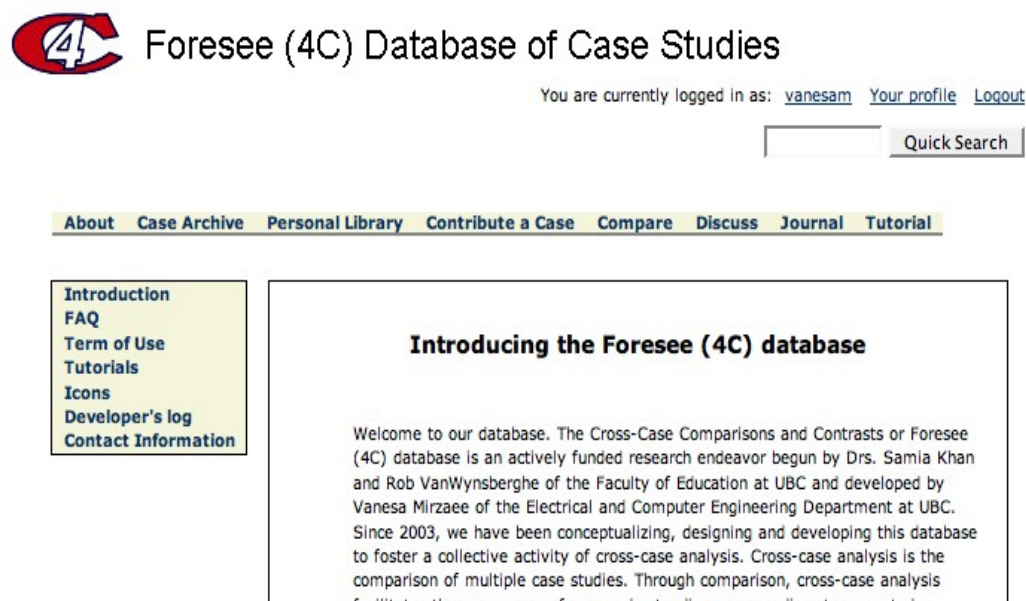 C4
Foresee (4C) Database of Case Studies
You are currently logged in as: vanesam Your profile Logout
Quick Search
About Case Archive Personal Library Contribute a Case Compare Discuss Journal Tutorial
Introduction
FAQ
Term of Use
Tutorials
Icons
Developer's log
Contact Information
Introducing the Foresee (4C) database
Welcome to our database. The Cross-Case Comparisons and Contrasts or Foresee
(4C) database is an actively funded research endeavor begun by Drs. Samia Khan
and Rob VanWynsberghe of the Faculty of Education at UBC and developed by
Vanesa Mirzaee of the Electrical and Computer Engineering Department at UBC.
Since 2003, we have been conceptualizing, designing and developing this database
to foster a collective activity of cross-case analysis. Cross-case analysis is the
comparison of multiple case studies. Through comparison, cross-case analysis